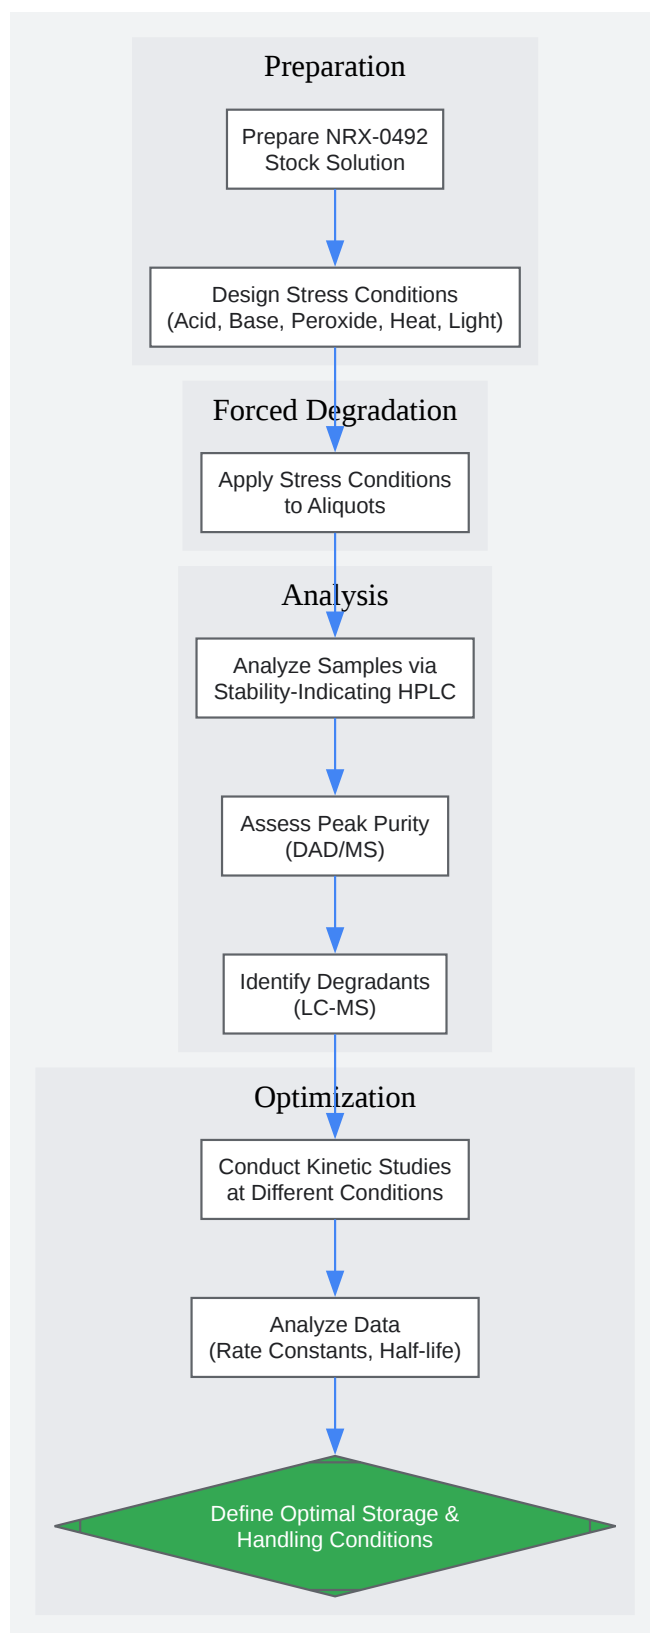 Preparation
Prepare NRX-0492
Stock Solution
Design Stress Conditions
(Acid, Base, Peroxide, Heat, Light)
Forced Degradation
Apply Stress Conditions
to Aliquots
Analysis
Analyze Samples via
Stability-Indicating HPLC
Assess Peak Purity
(DAD/MS)
Identify Degradants
(LC-MS)
Optimization
Conduct Kinetic Studies
at Different Conditions
Analyze Data
(Rate Constants, Half-life)
Define Optimal Storage &
Handling Conditions